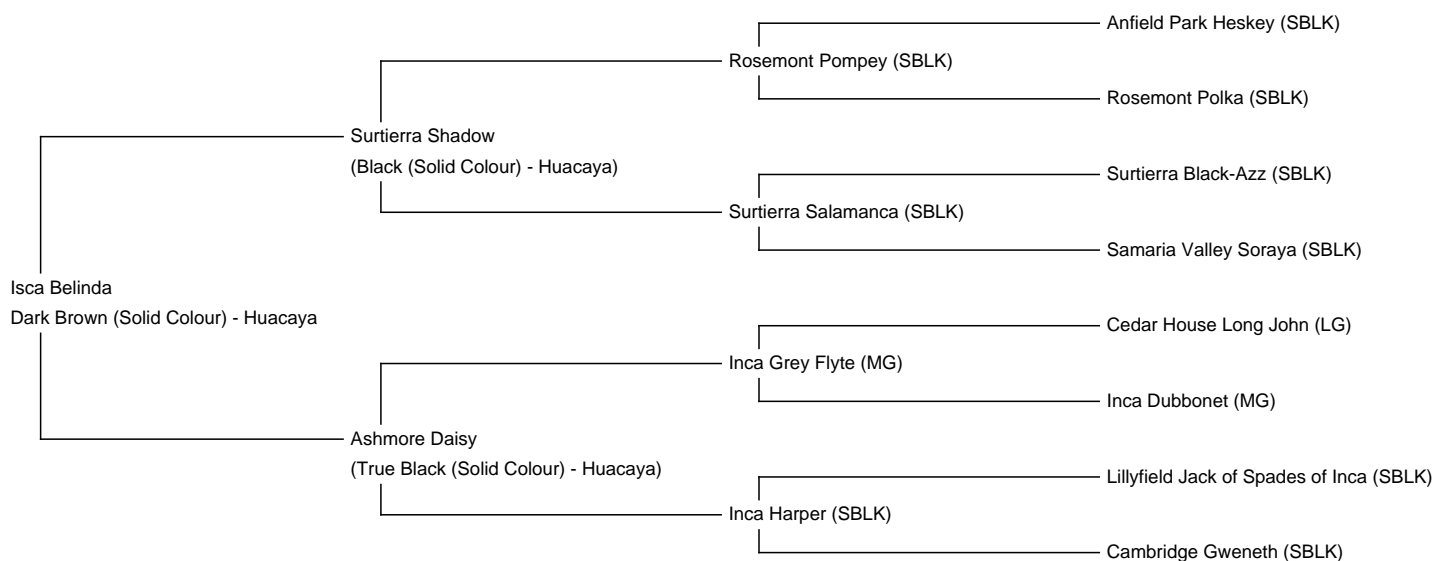 Anfield Park Heskey (SBLK)
Rosemont Pompey (SBLK)
Rosemont Polka (SBLK)
Surtierra Shadow
(Black (Solid Colour) - Huacaya)
Surtierra Black-Azz (SBLK)
Surtierra Salamanca (SBLK)
Samaria Valley Soraya (SBLK)
Isca Belinda
Dark Brown (Solid Colour) - Huacaya
Cedar House Long John (LG)
Inca Grey Flyte (MG)
Inca Dubbonet (MG)
Ashmore Daisy
(True Black (Solid Colour) - Huacaya)
Lillyfield Jack of Spades of Inca (SBLK)
Inca Harper (SBLK)
Cambridge Gweneth (SBLK)